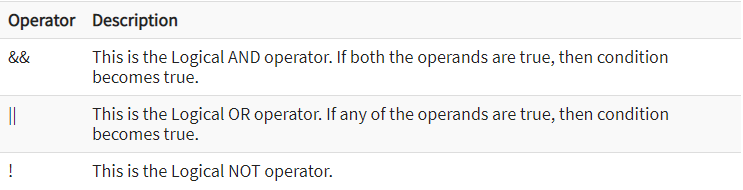 Operator Description
&& This is the Logical AND operator. If both the operands are true, then condition
becomes true.
|| This is the Logical OR operator. If any of the operands are true, then condition
becomes true.
! This is the Logical NOT operator.